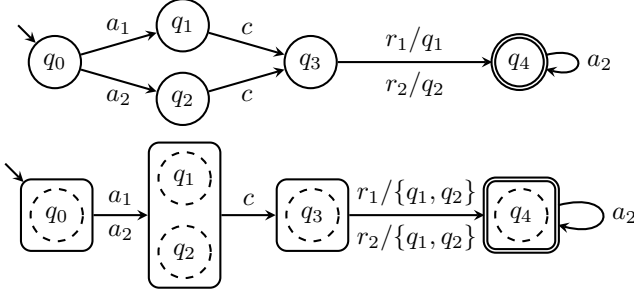 q₁
a₁ c r₁/q₁
q₀ q₃ q₄ a₂
a₂ c r₂/q₂
q₂
q₁
a₁ c r₁/{q₁, q₂}
q₀ q₃ q₄ a₂
a₂ r₂/{q₁, q₂}
q₂